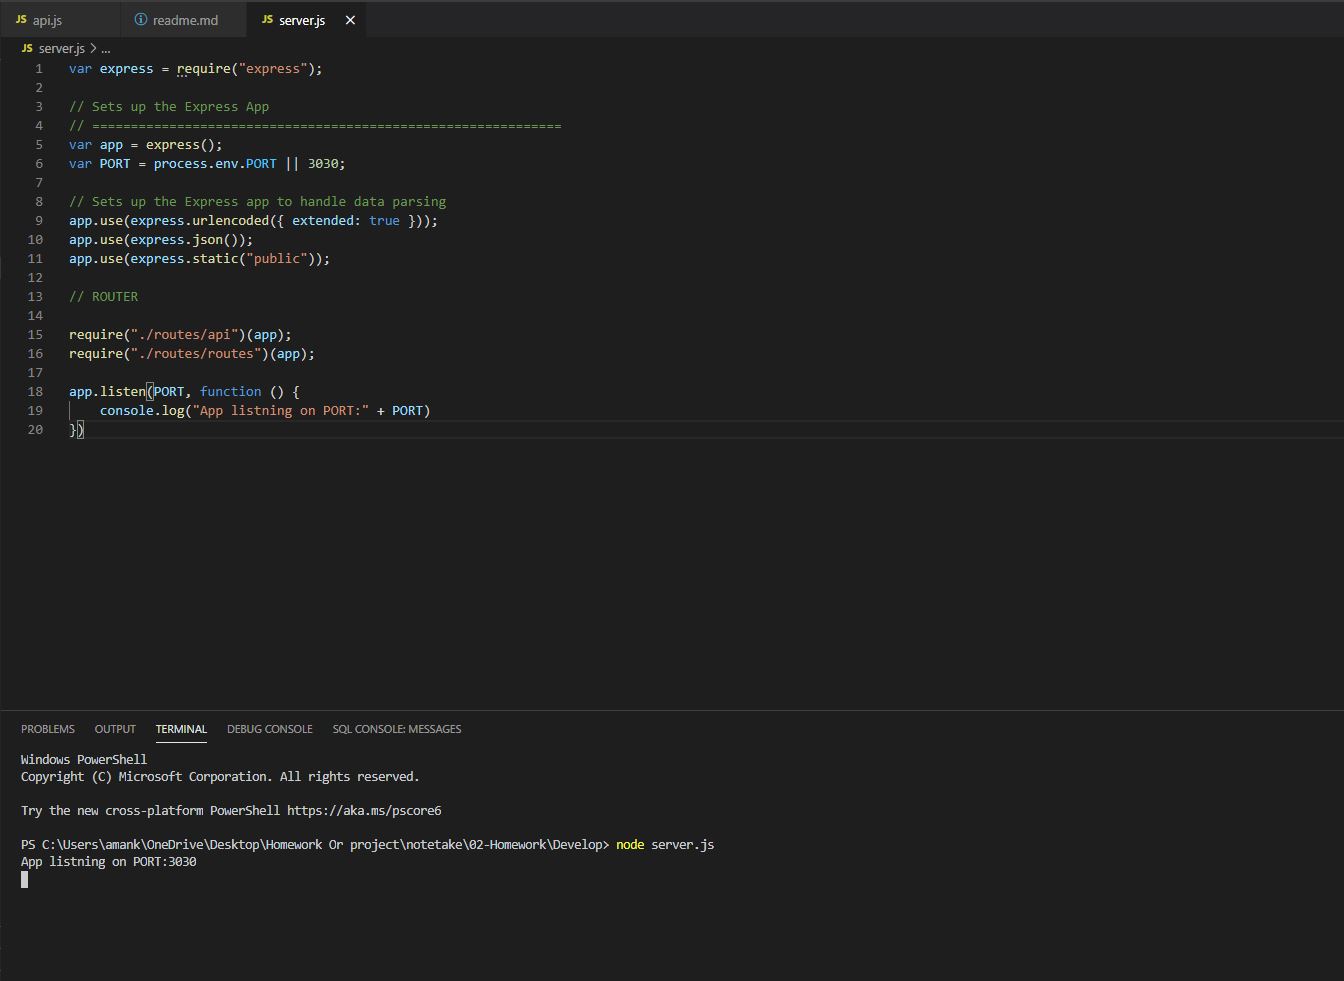 JS api.js readme.md JS server.js ×
JS server.js > ...
1 var express = require("express");
2
3 // Sets up the Express App
4 // =============================================================
5 var app = express();
6 var PORT = process.env.PORT || 3030;
7
8 // Sets up the Express app to handle data parsing
9 app.use(express.urlencoded({ extended: true }));
10 app.use(express.json());
11 app.use(express.static("public"));
12
13 // ROUTER
14
15 require("./routes/api")(app);
16 require("./routes/routes")(app);
17
18 app.listen(PORT, function () {
19     console.log("App listning on PORT:" + PORT)
20 })
PROBLEMS OUTPUT TERMINAL DEBUG CONSOLE SQL CONSOLE: MESSAGES
Windows PowerShell
Copyright (C) Microsoft Corporation. All rights reserved.
Try the new cross-platform PowerShell https://aka.ms/pscore6
PS C:\Users\amank\OneDrive\Desktop\Homework Or project\notetake\02-Homework\Develop> node server.js
App listning on PORT:3030